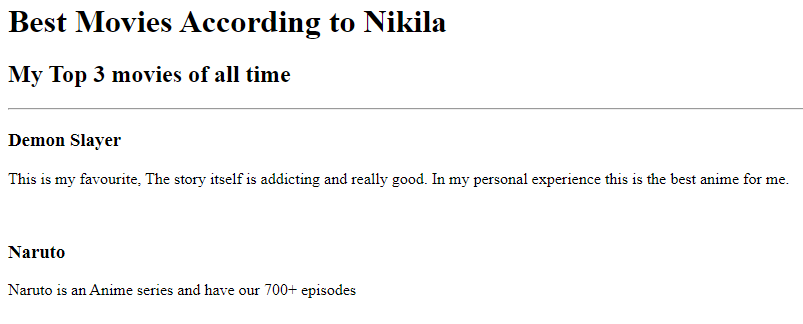 Best Movies According to Nikila
My Top 3 movies of all time
Demon Slayer
This is my favourite, The story itself is addicting and really good. In my personal experience this is the best anime for me.
Naruto
Naruto is an Anime series and have our 700+ episodes